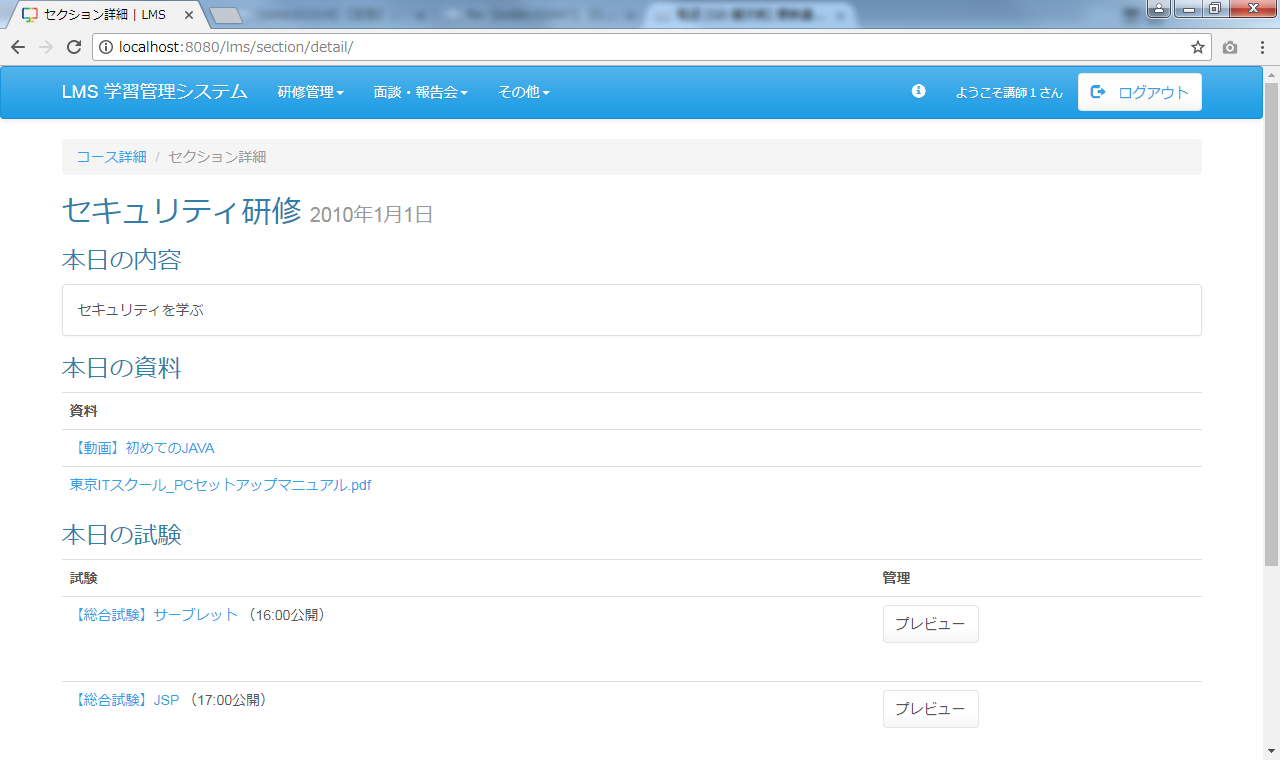 セクション詳細 | LMS
localhost:8080/lms/section/detail/
LMS 学習管理システム 研修管理 面談・報告会 その他 ようこそ講師１さん ログアウト
コース詳細 / セクション詳細
セキュリティ研修 2010年1月1日
本日の内容
セキュリティを学ぶ
本日の資料
資料
【動画】初めてのJAVA
東京ITスクール_PCセットアップマニュアル.pdf
本日の試験
試験 管理
【総合試験】サーブレット （16:00公開） プレビュー
【総合試験】JSP （17:00公開） プレビュー